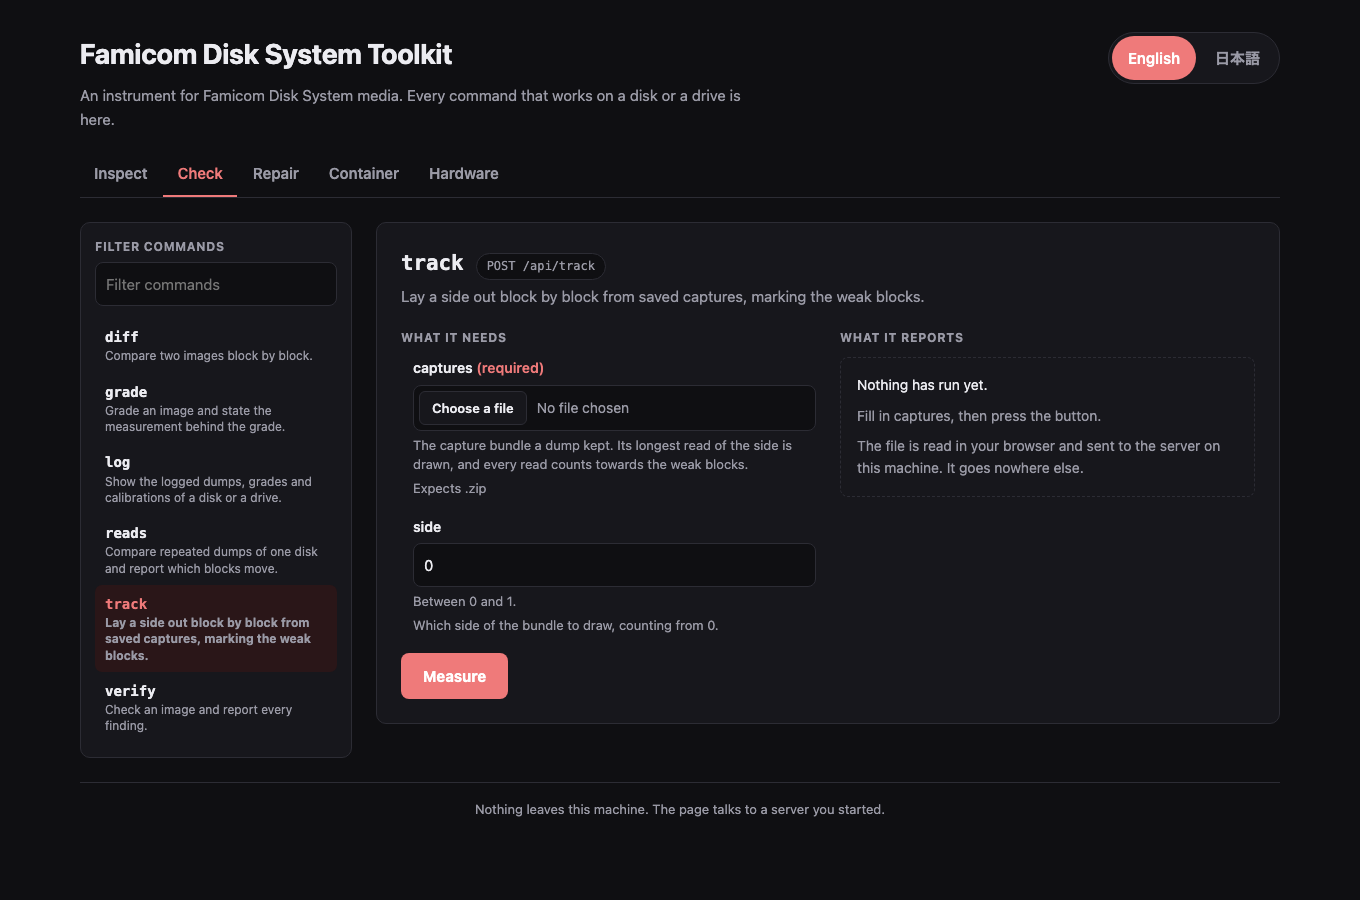 Famicom Disk System Toolkit
English
日本語
An instrument for Famicom Disk System media. Every command that works on a disk or a drive is
here.
Inspect
Check
Repair
Container
Hardware
FILTER COMMANDS
Filter commands
diff
Compare two images block by block.
grade
Grade an image and state the
measurement behind the grade.
log
Show the logged dumps, grades and
calibrations of a disk or a drive.
reads
Compare repeated dumps of one disk
and report which blocks move.
track
Lay a side out block by block from
saved captures, marking the weak
blocks.
verify
Check an image and report every
finding.
track
POST /api/track
Lay a side out block by block from saved captures, marking the weak blocks.
WHAT IT NEEDS
captures (required)
Choose a file
No file chosen
The capture bundle a dump kept. Its longest read of the side is
drawn, and every read counts towards the weak blocks.
Expects .zip
side
0
Between 0 and 1.
Which side of the bundle to draw, counting from 0.
Measure
WHAT IT REPORTS
Nothing has run yet.
Fill in captures, then press the button.
The file is read in your browser and sent to the server on
this machine. It goes nowhere else.
Nothing leaves this machine. The page talks to a server you started.